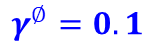 γ^∅ = 0.1